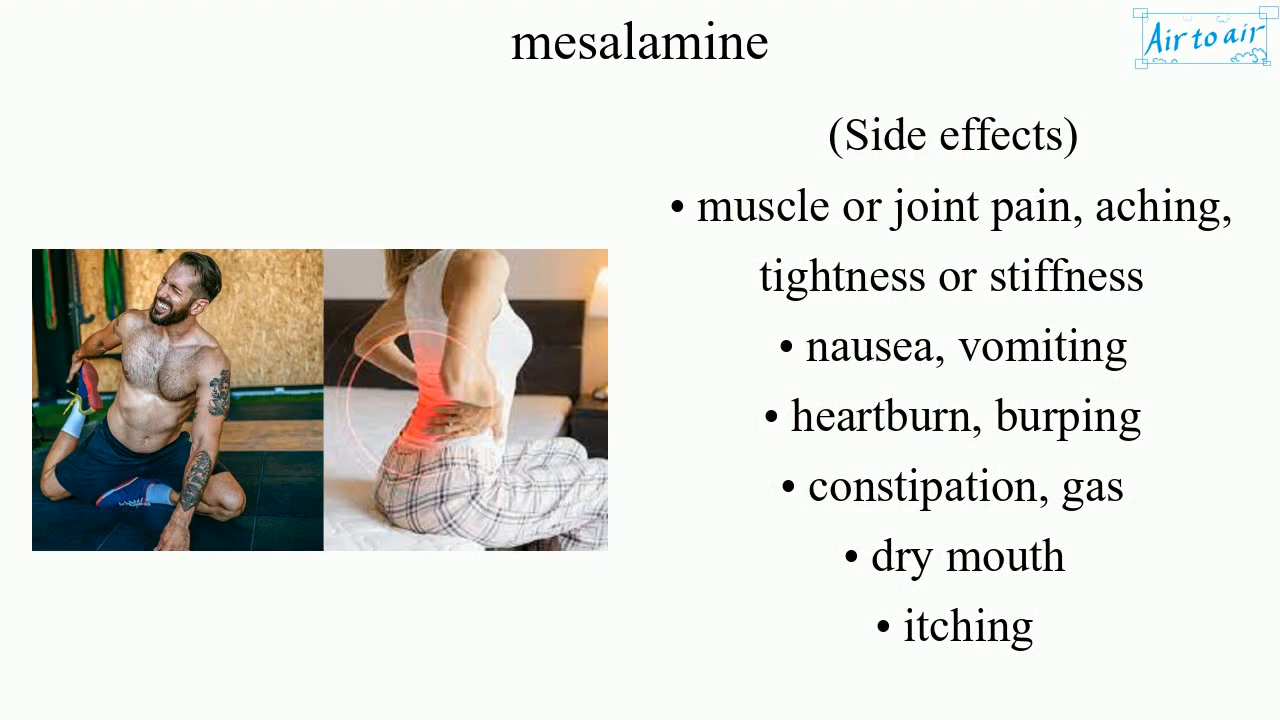 mesalamine
Air to air
(Side effects)
• muscle or joint pain, aching,
tightness or stiffness
• nausea, vomiting
• heartburn, burping
• constipation, gas
• dry mouth
• itching